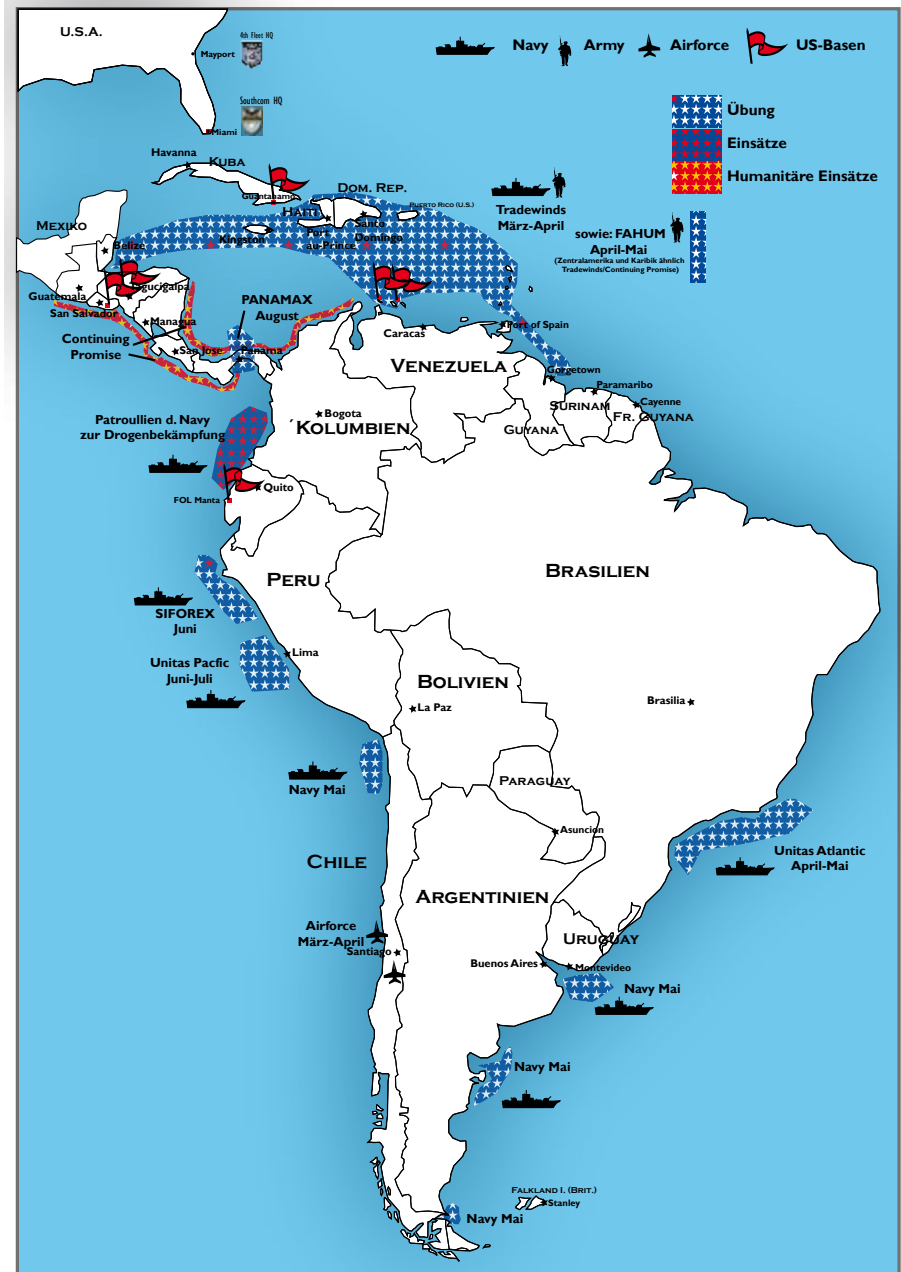 U.S.A.
4th Fleet HQ
Mayport
Southcom HQ
Miami
Navy
Army
Airforce
US-Basen
Übung
Einsätze
Humanitäre Einsätze
Havanna
Kuba
Guantanamo
Dom. Rep.
Haiti
Puerto Rico (U.S.)
Tradewinds
März-April
sowie: FAHUM
April-Mai
(Zentralamerika und Karibik ähnlich
Tradewinds/Continuing Promise)
Mexiko
Belize
Kingston
Port
au-Prince
Santo
Domingo
Guatemala
Tegucigalpa
San Salvador
Managua
PANAMAX
August
Continuing
Promise
San Jose
Panama
Caracas
Port of Spain
Venezuela
Gorgetown
Paramaribo
Surinam
Cayenne
Fr. Guyana
Guyana
Patroullien d. Navy
zur Drogenbekämpfung
Bogota
´Kolumbien
Quito
FOL Manta
Peru
Brasilien
SIFOREX
Juni
Lima
Unitas Pacfic
Juni-Juli
Bolivien
La Paz
Brasilia
Navy Mai
Paraguay
Asuncion
Unitas Atlantic
April-Mai
Chile
Argentinien
Airforce
März-April
Santiago
Uruguay
Buenos Aires
Montevideo
Navy Mai
Navy Mai
Falkland I. (Brit.)
Stanley
Navy Mai